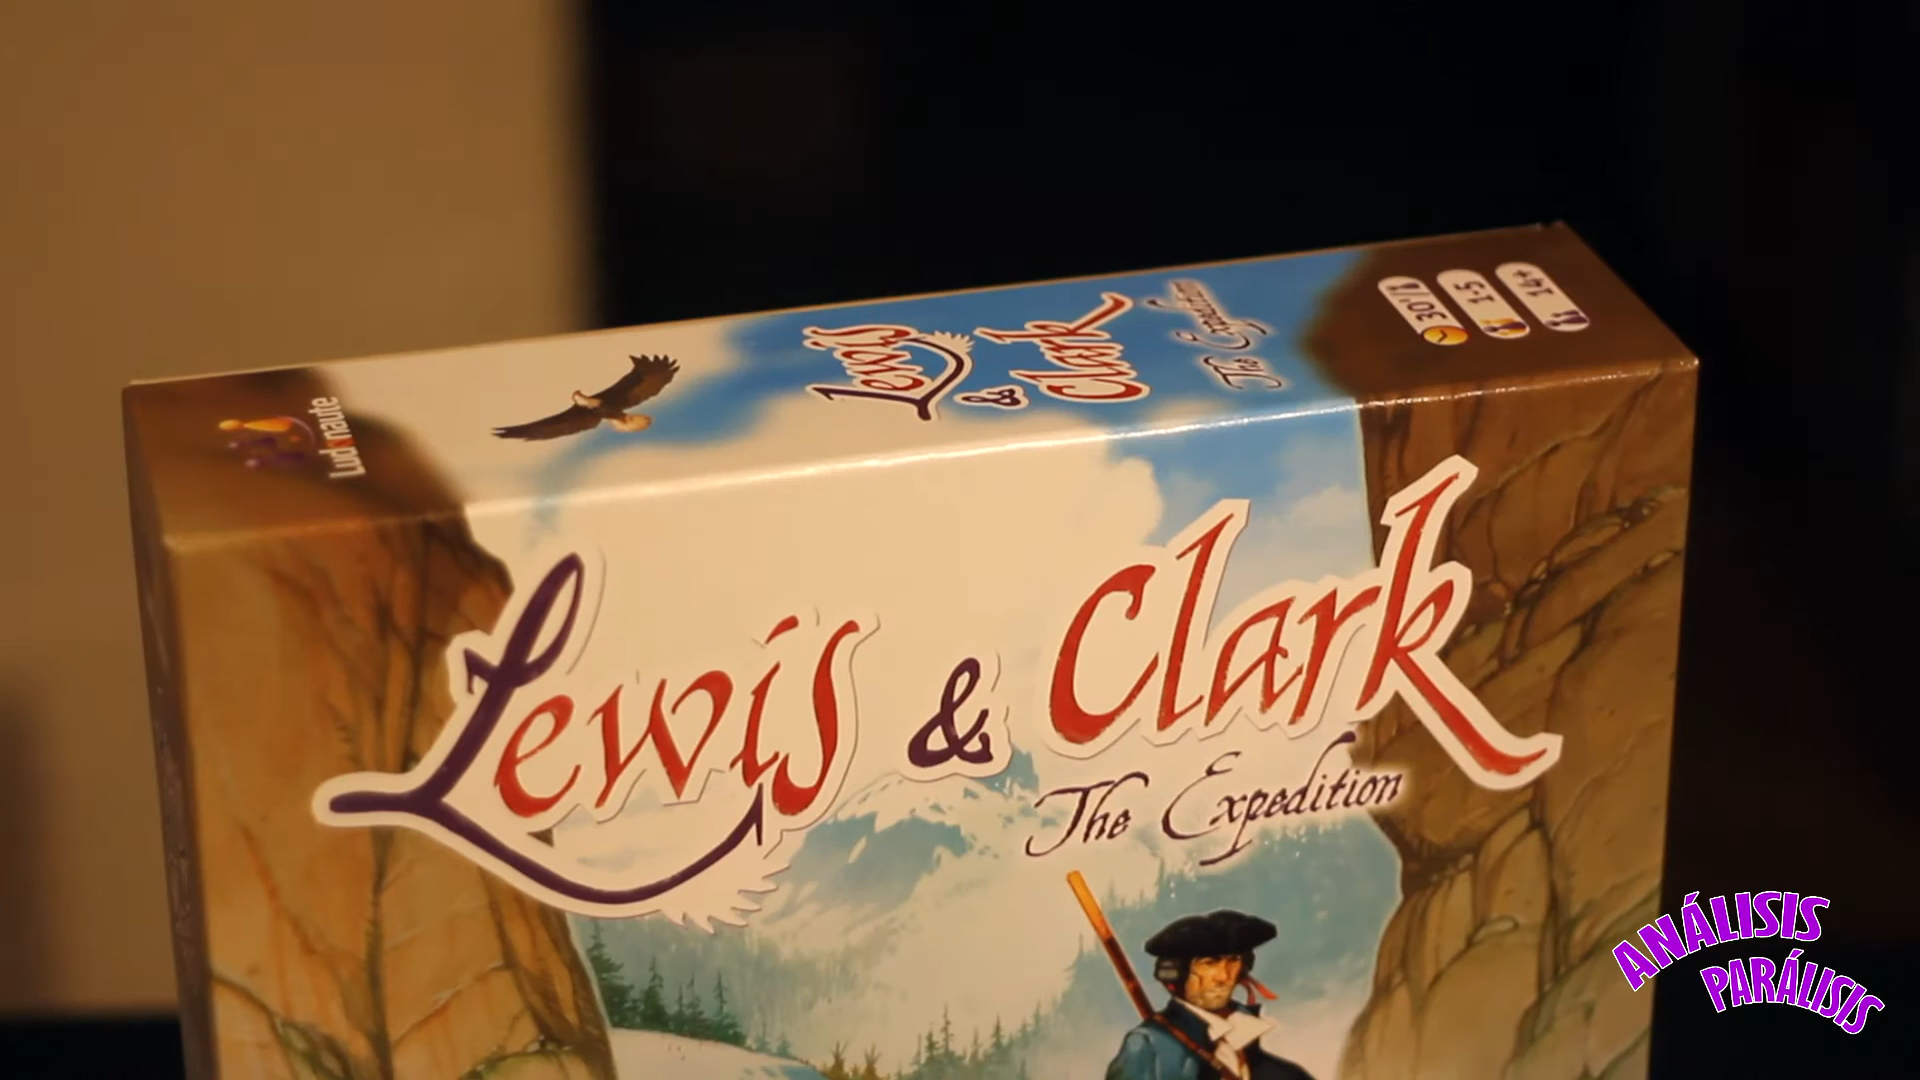 Ludonaute
Lewis
&
Clark
The Expedition
30'/
1-5
14+
Lewis & Clark
The Expedition
ANÁLISIS
PARÁLISIS